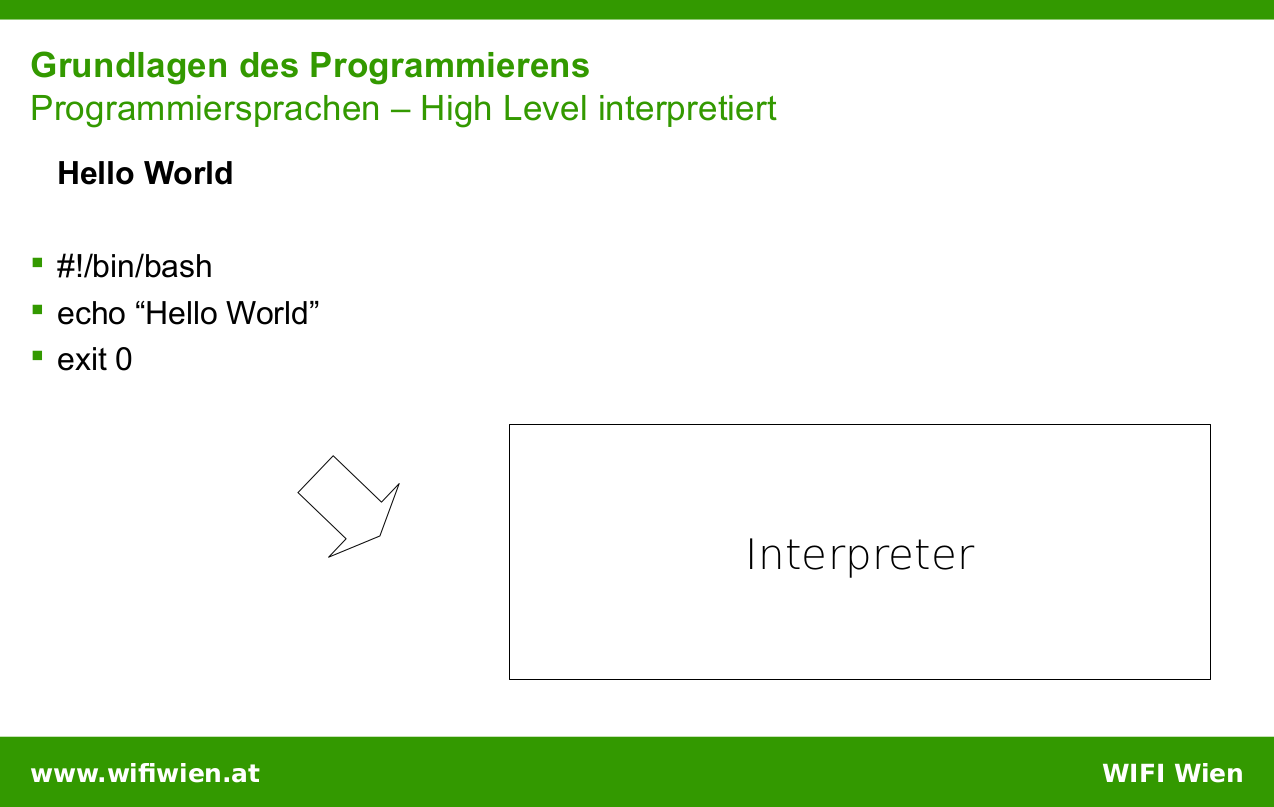 Grundlagen des Programmierens
Programmiersprachen – High Level interpretiert
Hello World
#!/bin/bash
echo “Hello World”
exit 0
Interpreter
www.wifiwien.at
WIFI Wien